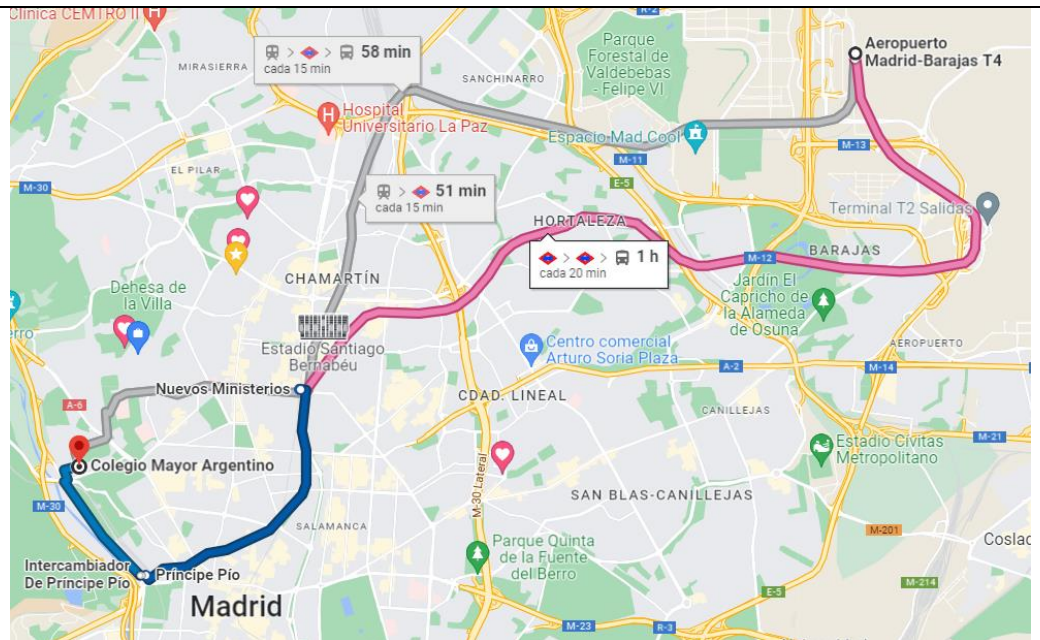 Clinica CEMTRO II
R-2
58 min
cada 15 min
MIRASIERRA
SANCHINARRO
Parque
Forestal de
Valdebebas
- Felipe VI
Aeropuerto
Madrid-Barajas T4
Hospital
Universitario La Paz
Espacio Mad Cool
M-13
M-11
E-5
EL PILAR
M-30
51 min
cada 15 min
HORTALEZA
Terminal T2 Salidas
BARAJAS
1 h
cada 20 min
M-12
CHAMARTÍN
Dehesa de
la Villa
Jardín El
Capricho de
la Alameda
de Osuna
erro
Estadio Santiago
Bernabéu
Centro comercial
Arturo Soria Plaza
AEROPUERTO
A-2
M-14
Nuevos Ministerios
CDAD. LINEAL
A-6
CANILLEJAS
M-21
Colegio Mayor Argentino
Estadio Cívitas
Metropolitano
M-30
M-30 Lateral
SAN BLAS-CANILLEJAS
SALAMANCA
M-201
Coslad
Parque Quinta
de la Fuente
del Berro
Intercambiador
De Príncipe Pío
Príncipe Pío
M-214
E-5
Madrid
M-23
R-3